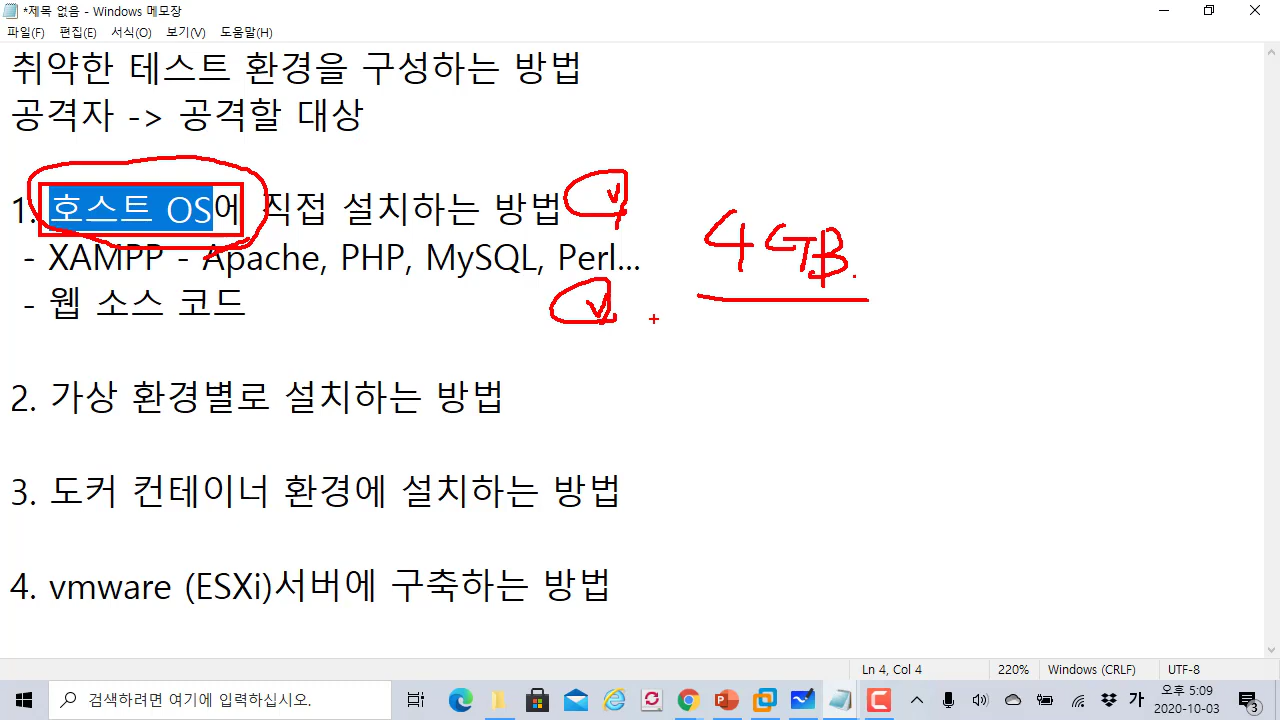 *제목 없음 - Windows 메모장
파일(F) 편집(E) 서식(O) 보기(V) 도움말(H)
취약한 테스트 환경을 구성하는 방법
공격자 -> 공격할 대상
1. 호스트 OS에 직접 설치하는 방법
- XAMPP - Apache, PHP, MySQL, Perl...
4GB.
- 웹 소스 코드
2. 가상 환경별로 설치하는 방법
3. 도커 컨테이너 환경에 설치하는 방법
4. vmware (ESXi)서버에 구축하는 방법
Ln 4, Col 4 220% Windows (CRLF) UTF-8
검색하려면 여기에 입력하십시오.
가
오후 5:09
2020-10-03
3